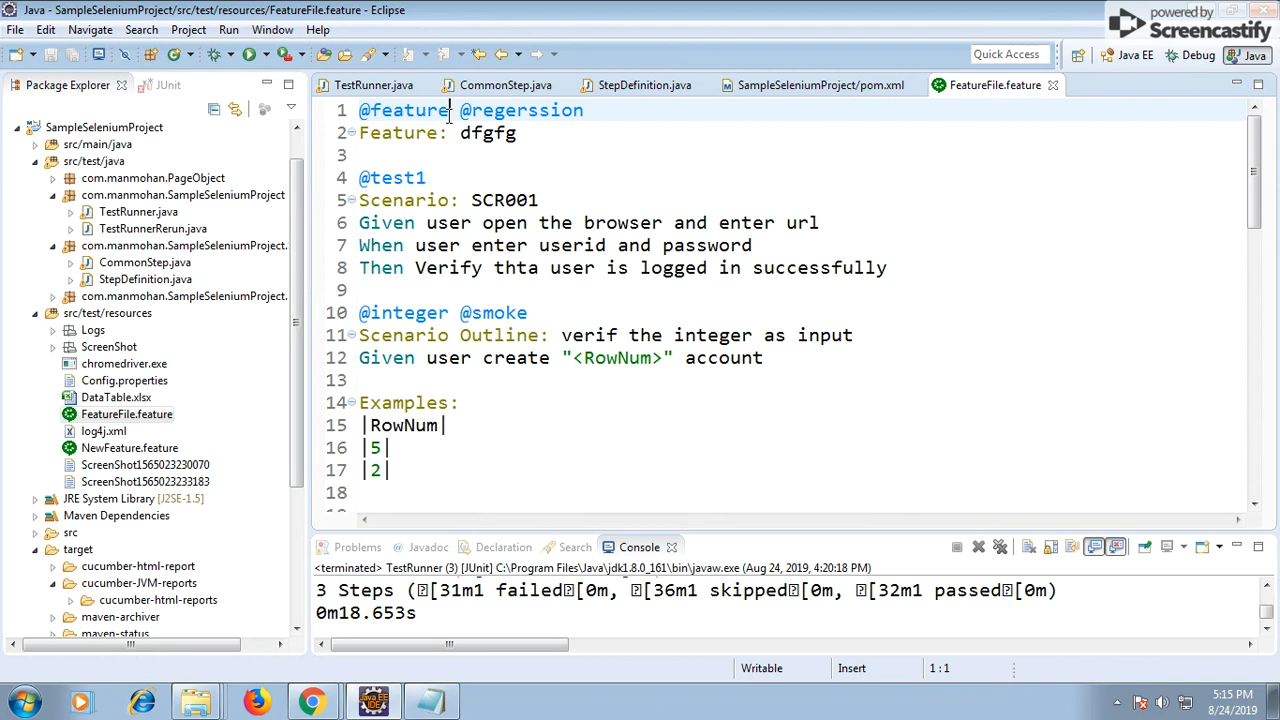 Java - SampleSeleniumProject/src/test/resources/FeatureFile.feature - Eclipse
powered by
Screencastify
File Edit Navigate Search Project Run Window Help
Quick Access
Java EE
Debug
Java
Package Explorer
JUnit
TestRunner.java
CommonStep.java
StepDefinition.java
SampleSeleniumProject/pom.xml
FeatureFile.feature
SampleSeleniumProject
src/main/java
src/test/java
com.manmohan.PageObject
com.manmohan.SampleSeleniumProject
TestRunner.java
TestRunnerRerun.java
com.manmohan.SampleSeleniumProject.
CommonStep.java
StepDefinition.java
com.manmohan.SampleSeleniumProject.
src/test/resources
Logs
ScreenShot
chromedriver.exe
Config.properties
DataTable.xlsx
FeatureFile.feature
log4j.xml
NewFeature.feature
ScreenShot1565023230070
ScreenShot1565023233183
JRE System Library [J2SE-1.5]
Maven Dependencies
src
target
cucumber-html-report
cucumber-JVM-reports
cucumber-html-reports
maven-archiver
maven-status
1 @feature @regerssion
2 Feature: dfgfg
3
4 @test1
5 Scenario: SCR001
6 Given user open the browser and enter url
7 When user enter userid and password
8 Then Verify thta user is logged in successfully
9
10 @integer @smoke
11 Scenario Outline: verif the integer as input
12 Given user create "<RowNum>" account
13
14 Examples:
15 |RowNum|
16 |5|
17 |2|
18
Problems
Javadoc
Declaration
Search
Console
<terminated> TestRunner (3) [JUnit] C:\Program Files\Java\jdk1.8.0_161\bin\javaw.exe (Aug 24, 2019, 4:20:18 PM)
3 Steps (⍰[31m1 failed⍰[0m, ⍰[36m1 skipped⍰[0m, ⍰[32m1 passed⍰[0m)
0m18.653s
Writable
Insert
1 : 1
5:15 PM
8/24/2019